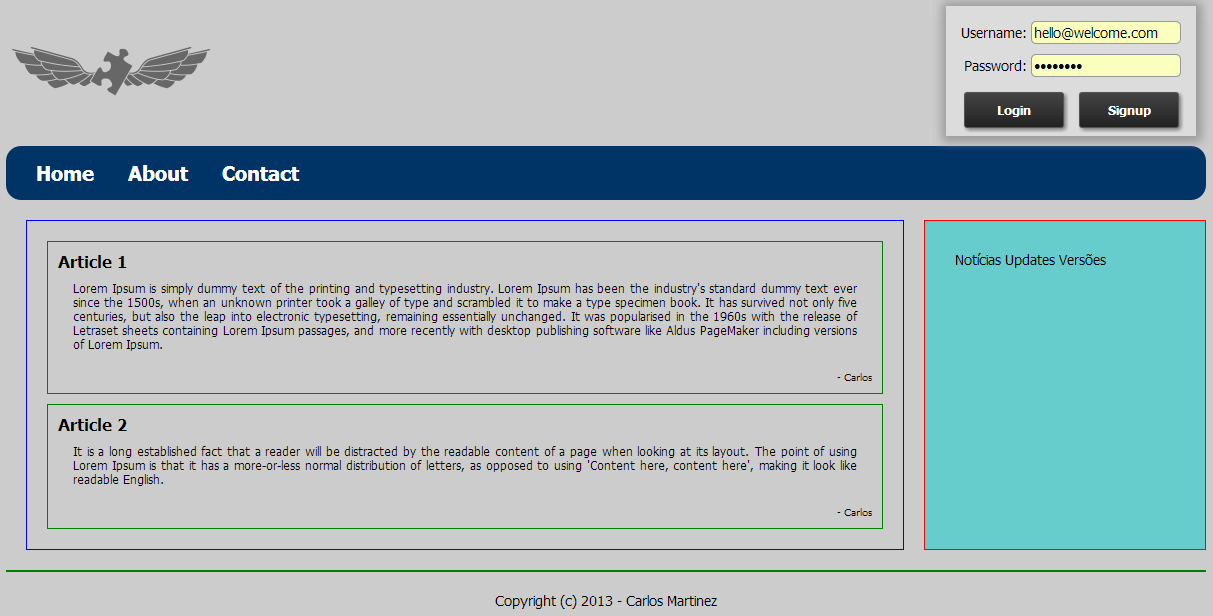 Username: hello@welcome.com
Password: ••••••••
Login Signup
Home About Contact
Article 1
Lorem Ipsum is simply dummy text of the printing and typesetting industry. Lorem Ipsum has been the industry's standard dummy text ever
since the 1500s, when an unknown printer took a galley of type and scrambled it to make a type specimen book. It has survived not only five
centuries, but also the leap into electronic typesetting, remaining essentially unchanged. It was popularised in the 1960s with the release of
Letraset sheets containing Lorem Ipsum passages, and more recently with desktop publishing software like Aldus PageMaker including versions
of Lorem Ipsum.
- Carlos
Article 2
It is a long established fact that a reader will be distracted by the readable content of a page when looking at its layout. The point of using
Lorem Ipsum is that it has a more-or-less normal distribution of letters, as opposed to using 'Content here, content here', making it look like
readable English.
- Carlos
Notícias Updates Versões
Copyright (c) 2013 - Carlos Martinez